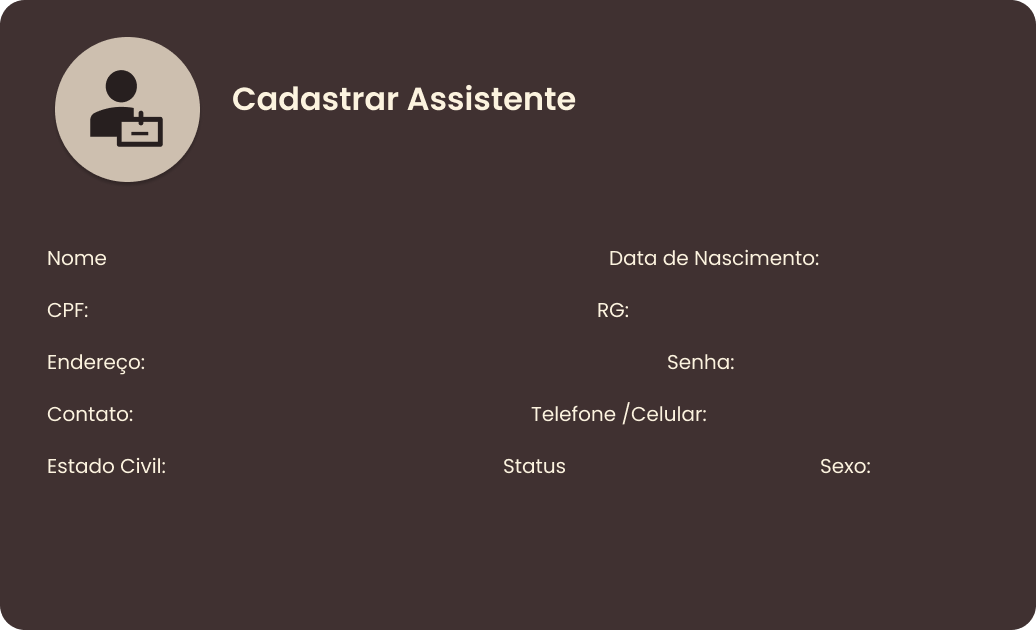 Cadastrar Assistente
Nome Data de Nascimento:
CPF: RG:
Endereço: Senha:
Contato: Telefone /Celular:
Estado Civil: Status Sexo: